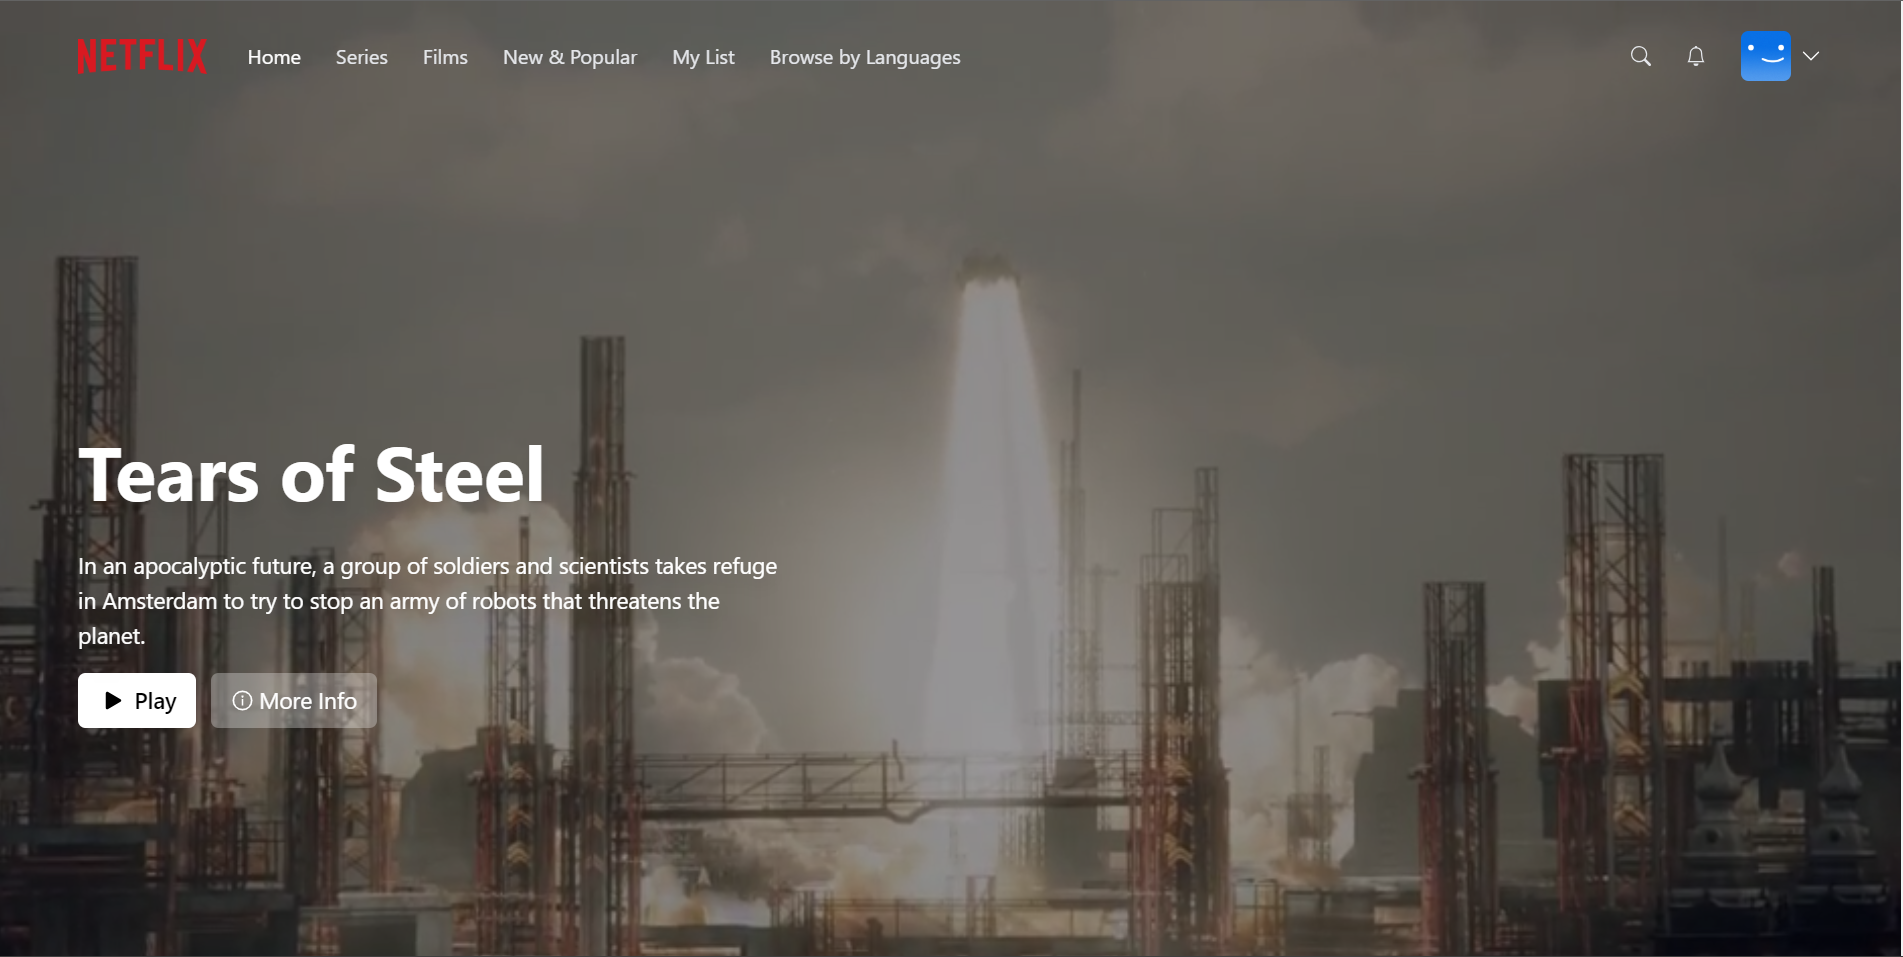 NETFLIX Home Series Films New & Popular My List Browse by Languages
Tears of Steel
In an apocalyptic future, a group of soldiers and scientists takes refuge
in Amsterdam to try to stop an army of robots that threatens the
planet.
Play More Info